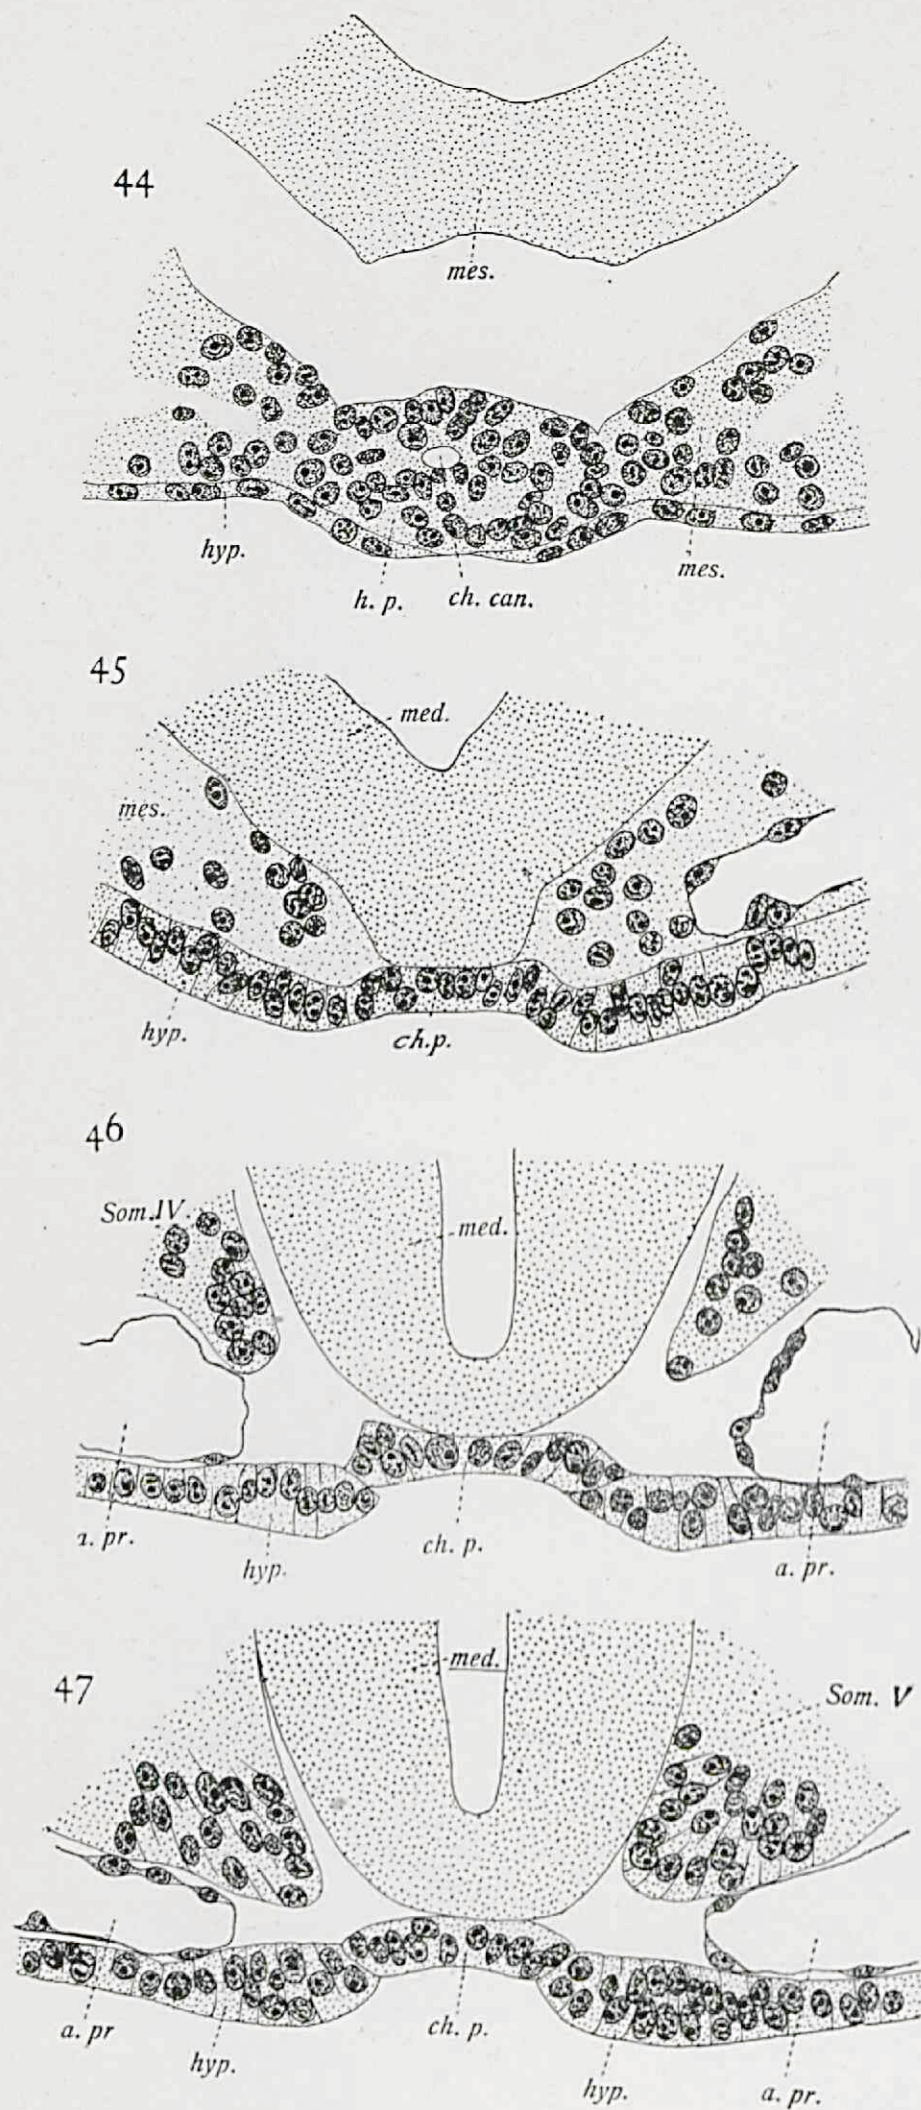 44
mes.
hyp.
mes.
h. p.
ch. can.
45
med.
mes.
hyp.
ch.p.
46
Som. IV.
med.
a. pr.
ch. p.
hyp.
a. pr.
47
med.
Som. V
a. pr
ch. p.
hyp.
hyp.
a. pr.